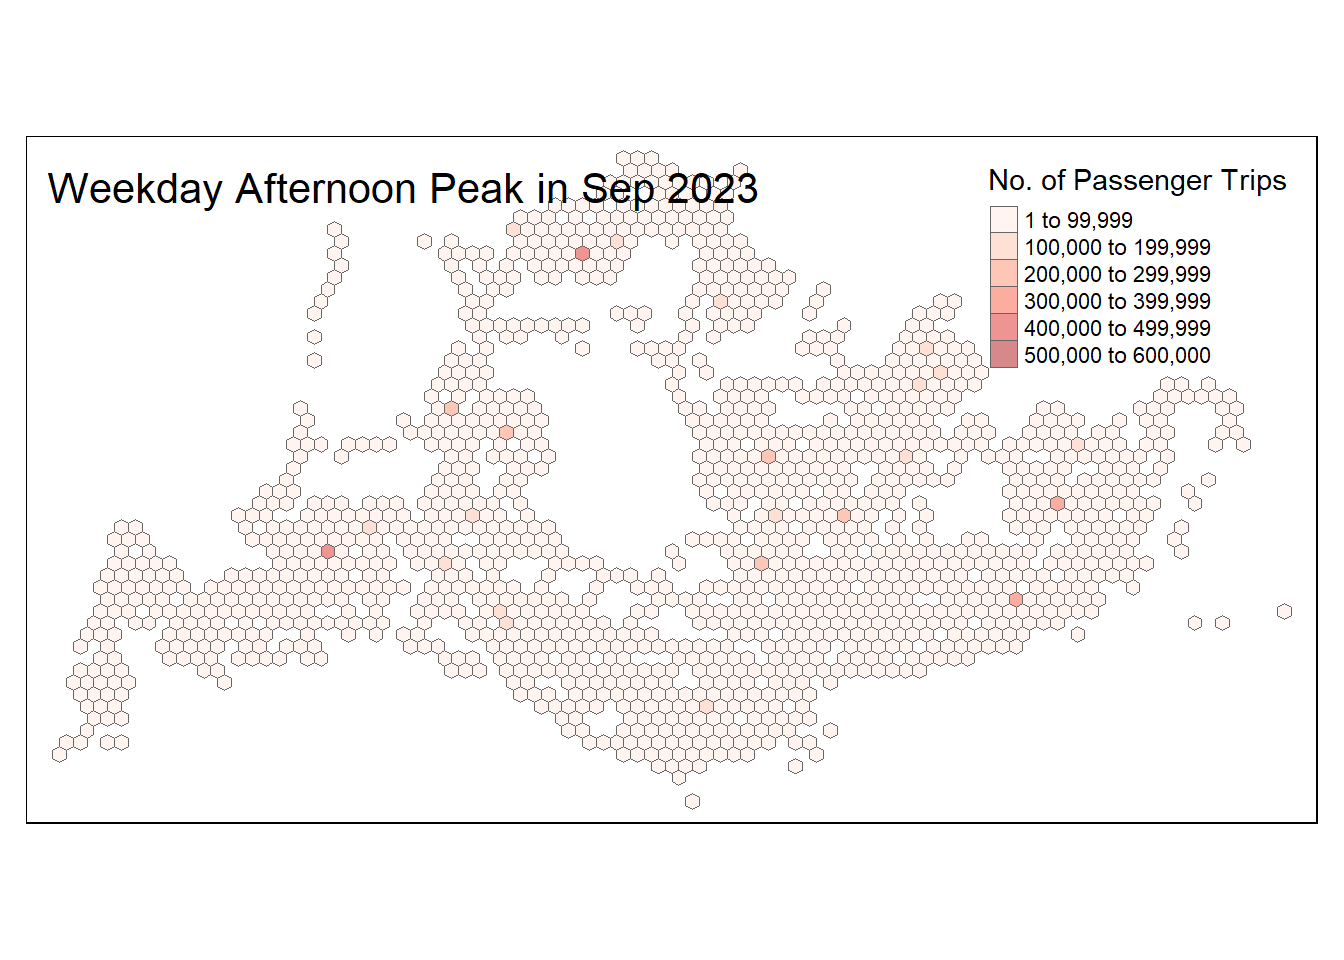 Weekday Afternoon Peak in Sep 2023
No. of Passenger Trips
1 to 99,999
100,000 to 199,999
200,000 to 299,999
300,000 to 399,999
400,000 to 499,999
500,000 to 600,000